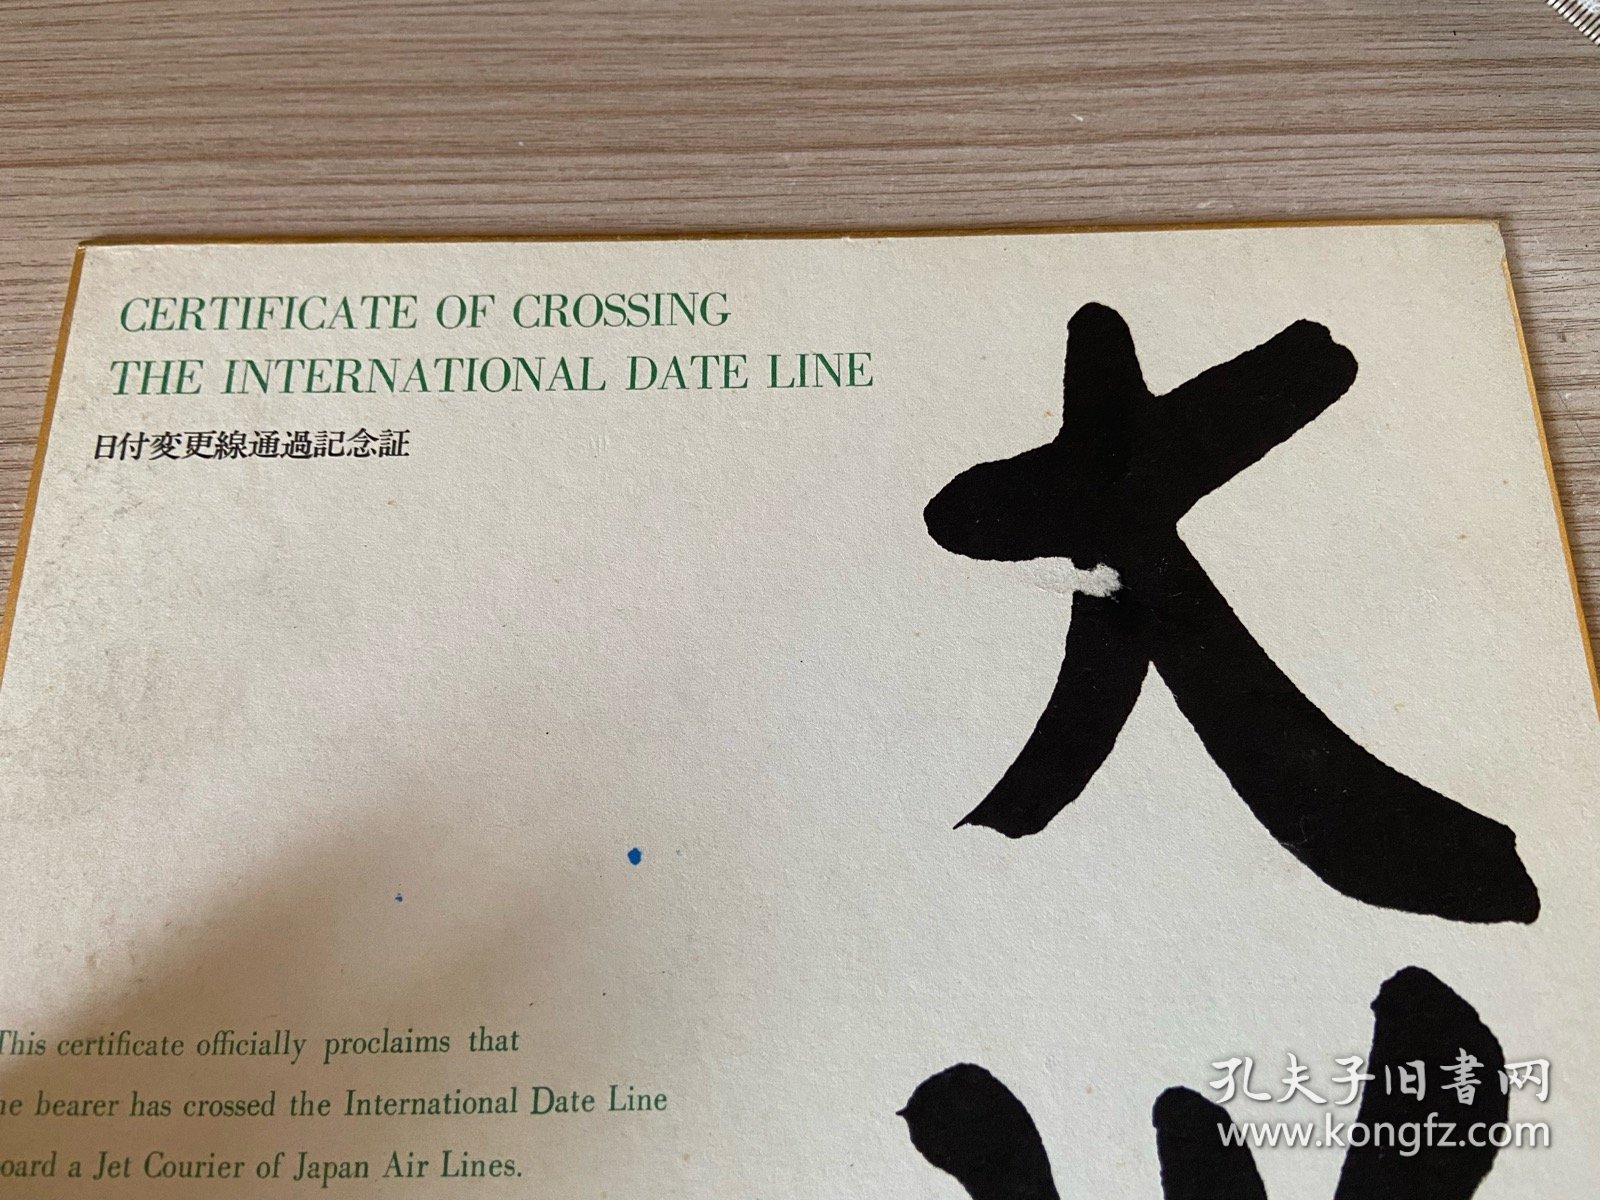 CERTIFICATE OF CROSSING
THE INTERNATIONAL DATE LINE
日付変更線通過記念証
大
This certificate officially proclaims that
he bearer has crossed the International Date Line
oard a Jet Courier of Japan Air Lines.
孔夫子旧书网
www.kongfz.com